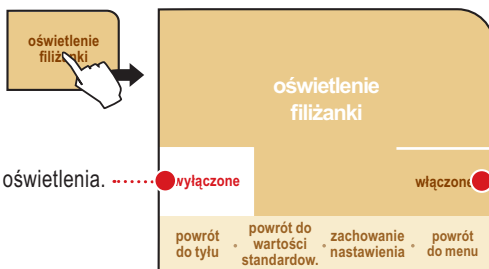 oświetlenie
filiżanki
oświetlenie
filiżanki
oświetlenia.
wyłączone
włączone
powrót
do tyłu
powrót do
wartości
standardow.
zachowanie
nastawienia
powrót
do menu